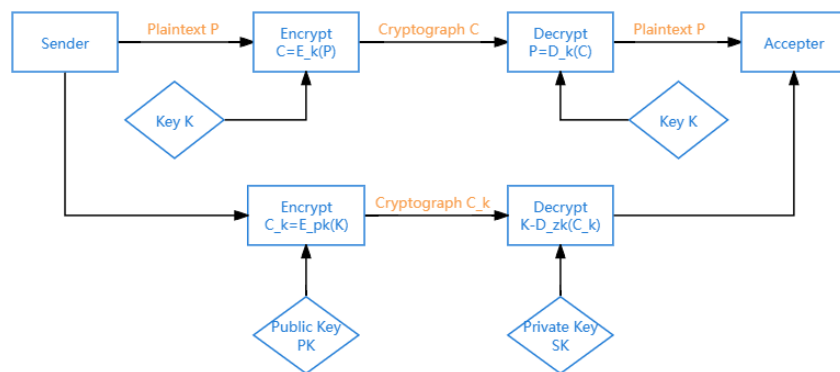 Sender
Plaintext P
Encrypt
C=E_k(P)
Cryptograph C
Decrypt
P=D_k(C)
Plaintext P
Accepter
Key K
Key K
Encrypt
C_k=E_pk(K)
Cryptograph C_k
Decrypt
K-D_zk(C_k)
Public Key
PK
Private Key
SK